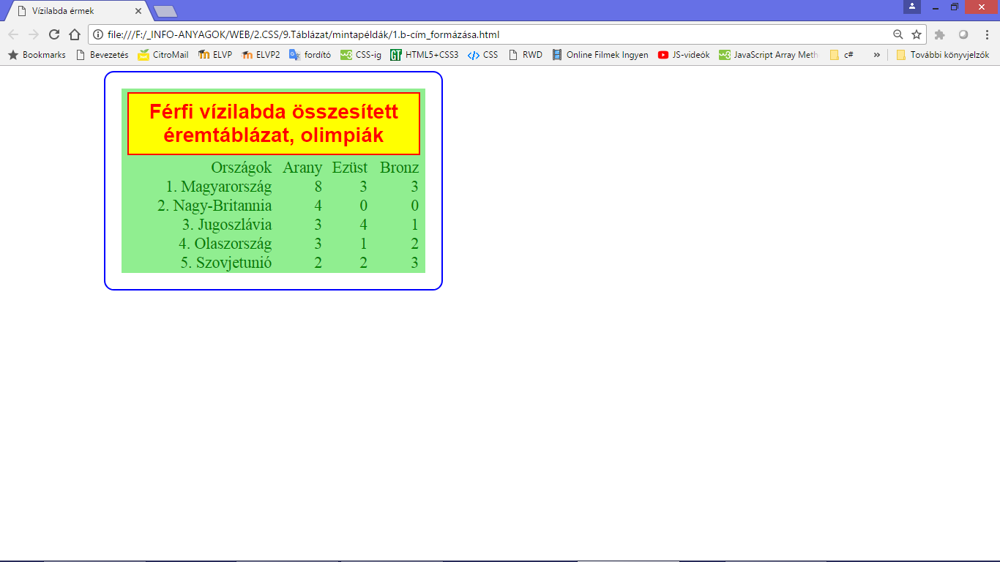 Vízilabda érmek
file:///F:/_INFO-ANYAGOK/WEB/2.CSS/9.Táblázat/mintapéldák/1.b-cím_formázása.html
Bookmarks Bevezetés CitroMail ELVP ELVP2 fordító CSS-ig HTML5+CSS3 CSS RWD Online Filmek Ingyen JS-videók JavaScript Array Meth c# » További könyvjelzők
Férfi vízilabda összesített
éremtáblázat, olimpiák
Országok Arany Ezüst Bronz
1. Magyarország 8 3 3
2. Nagy-Britannia 4 0 0
3. Jugoszlávia 3 4 1
4. Olaszország 3 1 2
5. Szovjetunió 2 2 3